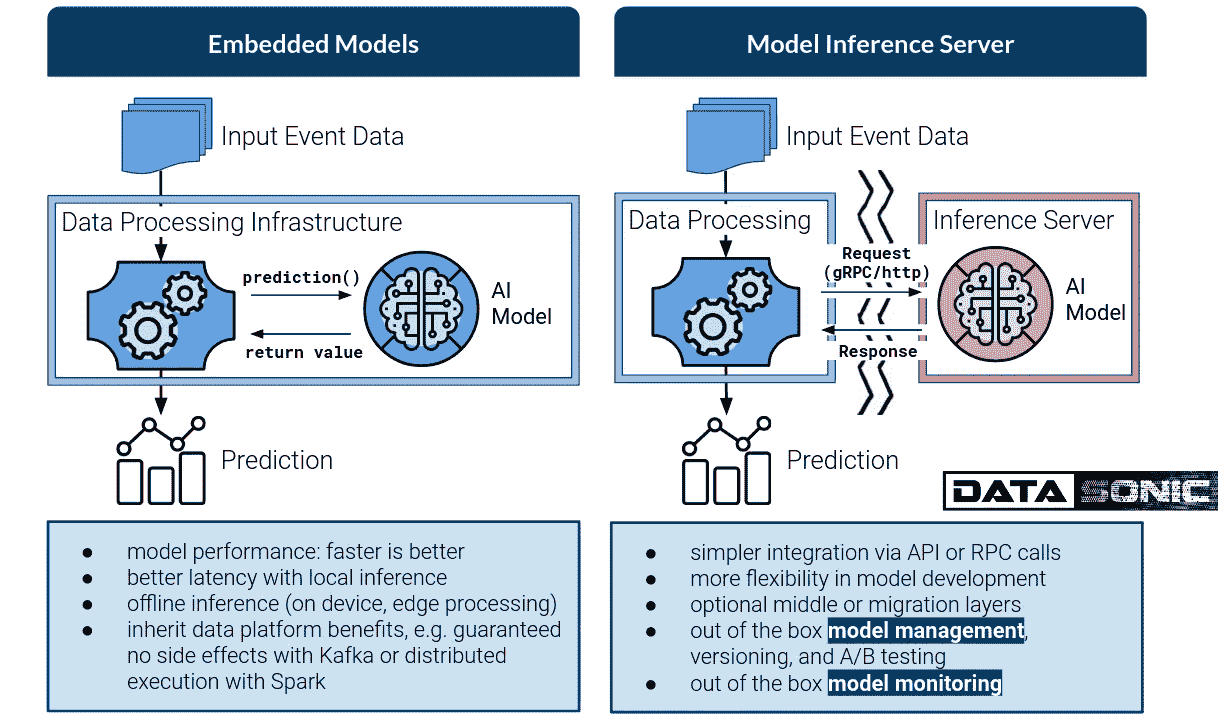 Embedded Models
Input Event Data
Data Processing Infrastructure
prediction()
return value
AI
Model
Prediction
● model performance: faster is better
● better latency with local inference
● offline inference (on device, edge processing)
● inherit data platform benefits, e.g. guaranteed
no side effects with Kafka or distributed
execution with Spark
Model Inference Server
Input Event Data
Data Processing
Request
(gRPC/http)
Response
Inference Server
AI
Model
Prediction
DATA SONIC
● simpler integration via API or RPC calls
● more flexibility in model development
● optional middle or migration layers
● out of the box model management,
versioning, and A/B testing
● out of the box model monitoring